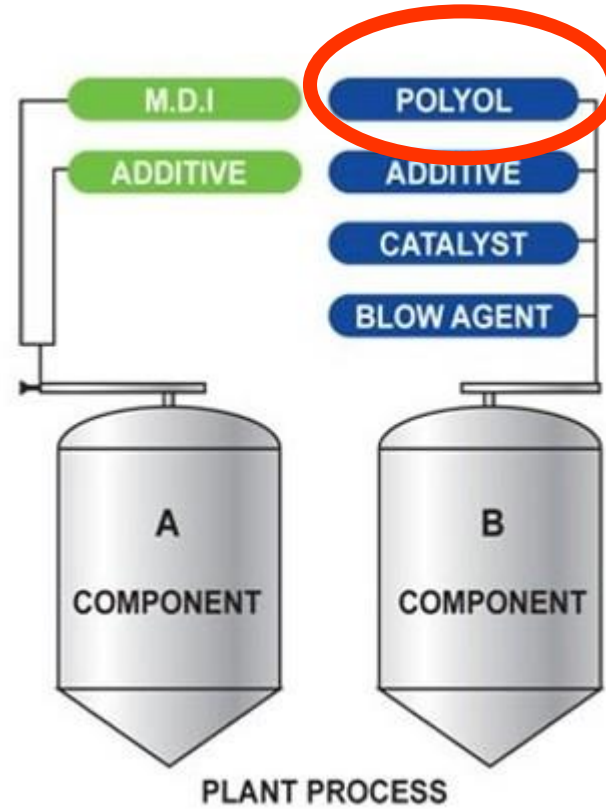 M.D.I
POLYOL
ADDITIVE
ADDITIVE
CATALYST
BLOW AGENT
A
COMPONENT
B
COMPONENT
PLANT PROCESS